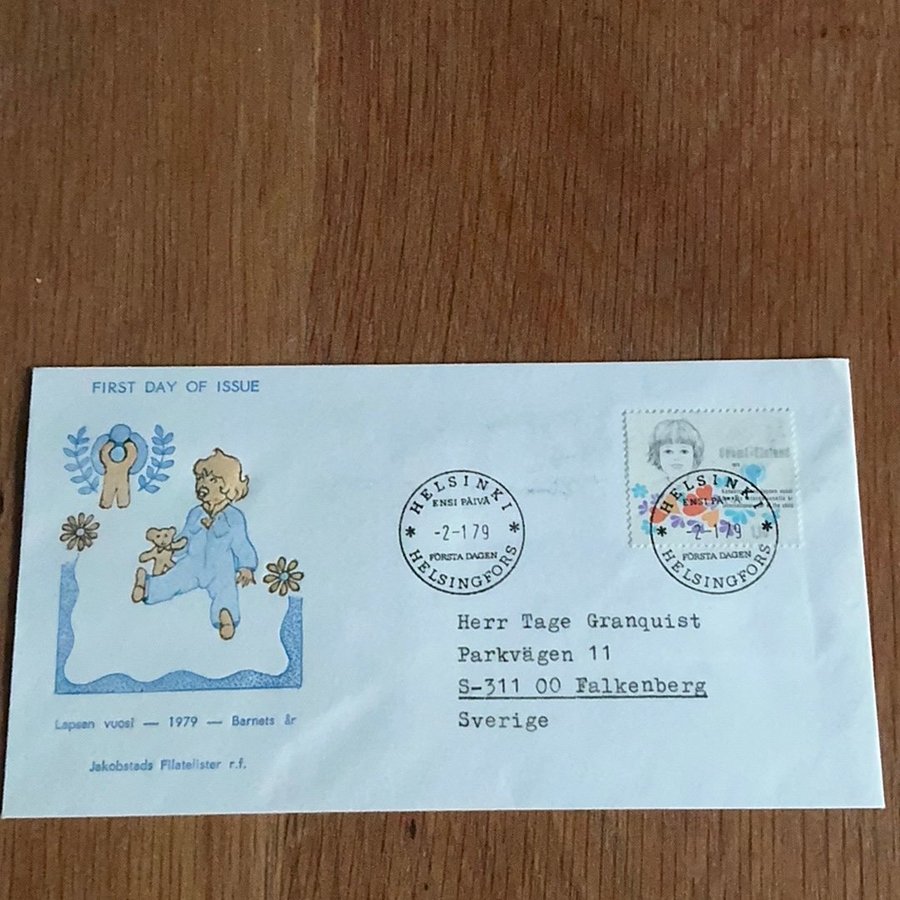 FIRST DAY OF ISSUE
HELSINKI
ENSI PÄIVÄ
-2-1 79
FÖRSTA DAGEN
HELSINGFORS
Suomi-Finland
HELSINKI
ENSI PÄIVÄ
-2-1 79
FÖRSTA DAGEN
HELSINGFORS
Herr Tage Granquist
Parkvägen 11
S-311 00 Falkenberg
Sverige
Lapsen vuosi — 1979 — Barnets år
Jakobstads Filatelister r.f.